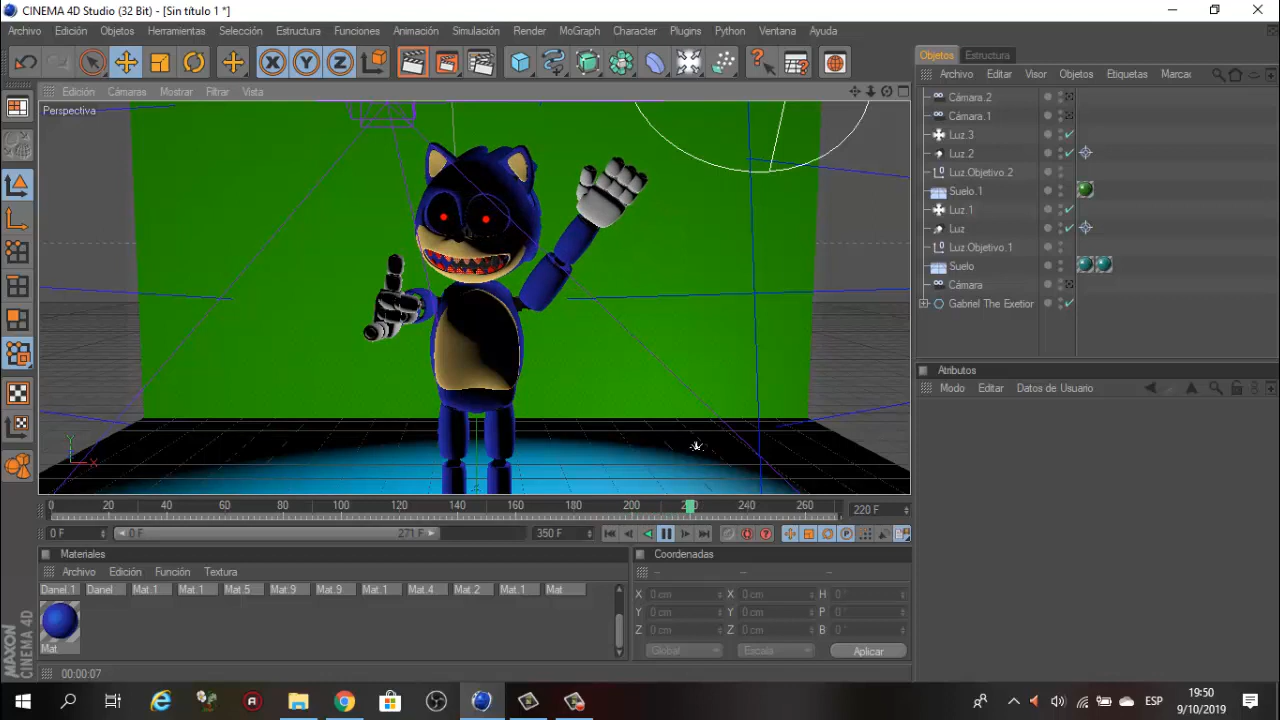 CINEMA 4D Studio (32 Bit) - [Sin título 1 *]
Archivo Edición Objetos Herramientas Selección Estructura Funciones Animación Simulación Render MoGraph Character Plugins Python Ventana Ayuda
Objetos Estructura
Archivo Editar Visor Objetos Etiquetas Marcac
Edición Cámaras Mostrar Filtrar Vista
Perspectiva
Cámara.2
Cámara.1
Luz.3
Luz.2
Luz.Objetivo.2
Suelo.1
Luz.1
Luz
Luz.Objetivo.1
Suelo
Cámara
Gabriel The Exetior
Atributos
Modo Editar Datos de Usuario
Y
X
0 20 40 60 80 100 120 140 160 180 200 220 240 260
220 F
0 F 0 F 271 F 350 F
Materiales
Archivo Edición Función Textura
Danel.1 Danel Mat.1 Mat.1 Mat.5 Mat.9 Mat.9 Mat.1 Mat.4 Mat.2 Mat.1 Mat
Mat
Coordenadas
-- -- --
X 0 cm X 0 cm H 0 °
Y 0 cm Y 0 cm P 0 °
Z 0 cm Z 0 cm B 0 °
Global Escala Aplicar
MAXON
CINEMA 4D
00:00:07
ESP
19:50
9/10/2019